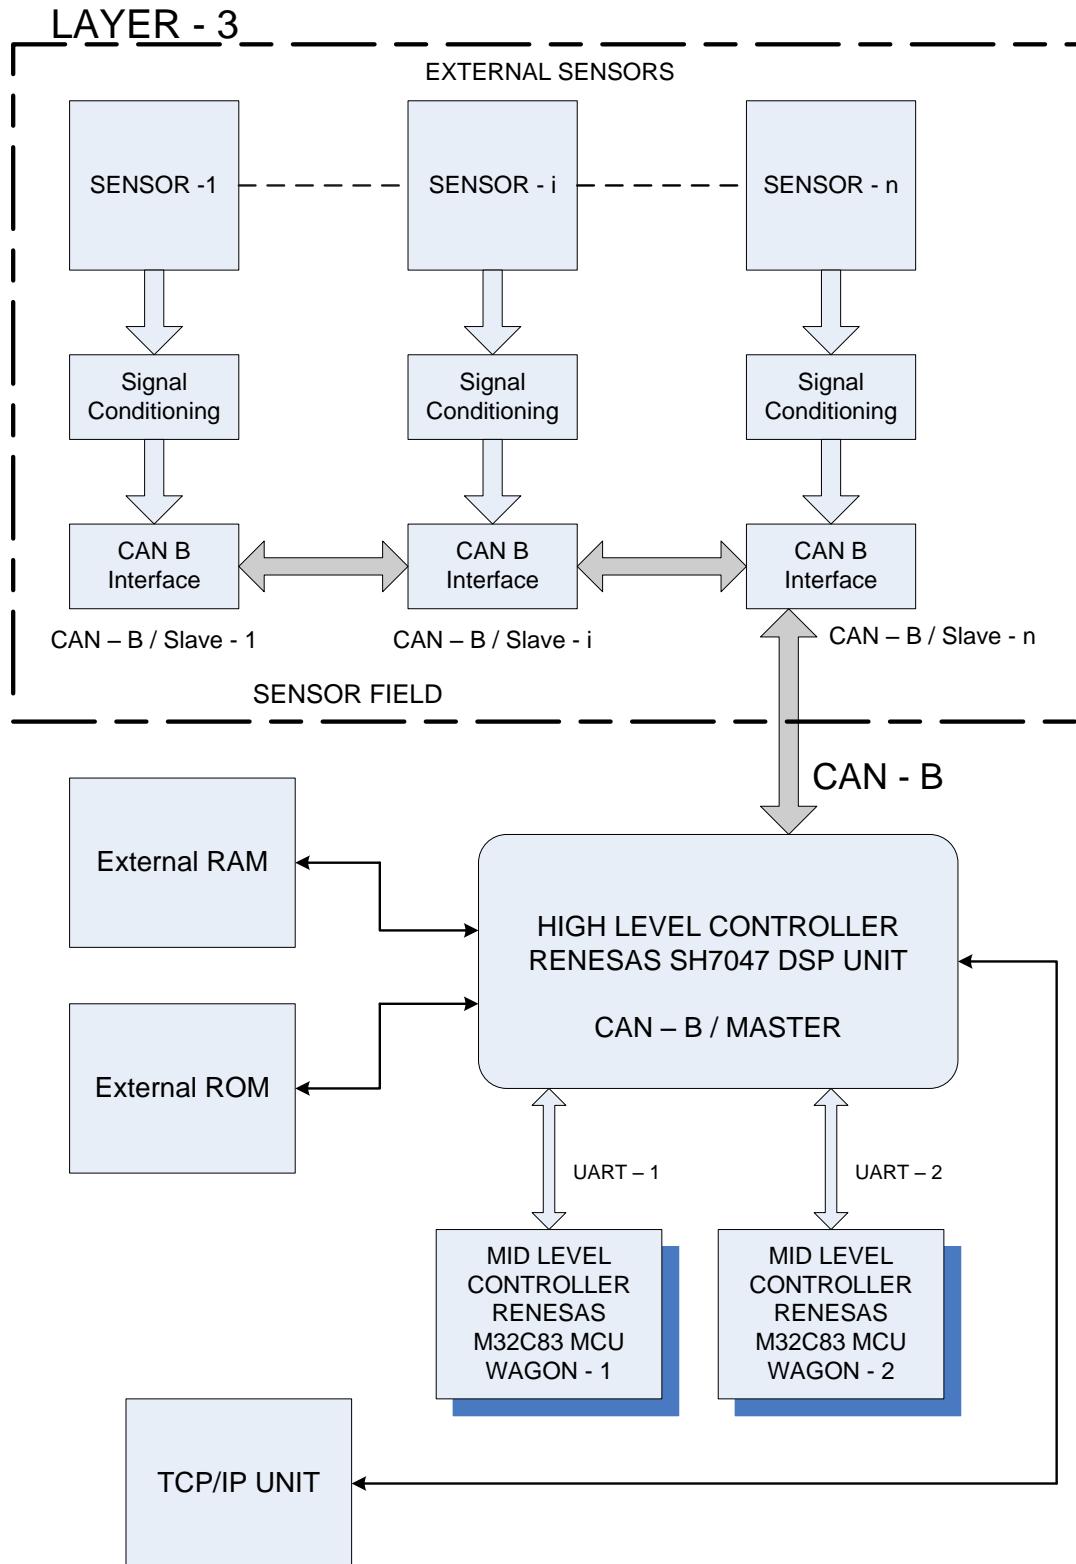 LAYER - 3
EXTERNAL SENSORS
SENSOR -1
SENSOR - i
SENSOR - n
Signal
Conditioning
Signal
Conditioning
Signal
Conditioning
CAN B
Interface
CAN B
Interface
CAN B
Interface
CAN – B / Slave - 1
CAN – B / Slave - i
CAN – B / Slave - n
SENSOR FIELD
CAN - B
External RAM
HIGH LEVEL CONTROLLER
RENESAS SH7047 DSP UNIT
CAN – B / MASTER
External ROM
UART – 1
UART – 2
MID LEVEL
CONTROLLER
RENESAS
M32C83 MCU
WAGON - 1
MID LEVEL
CONTROLLER
RENESAS
M32C83 MCU
WAGON - 2
TCP/IP UNIT